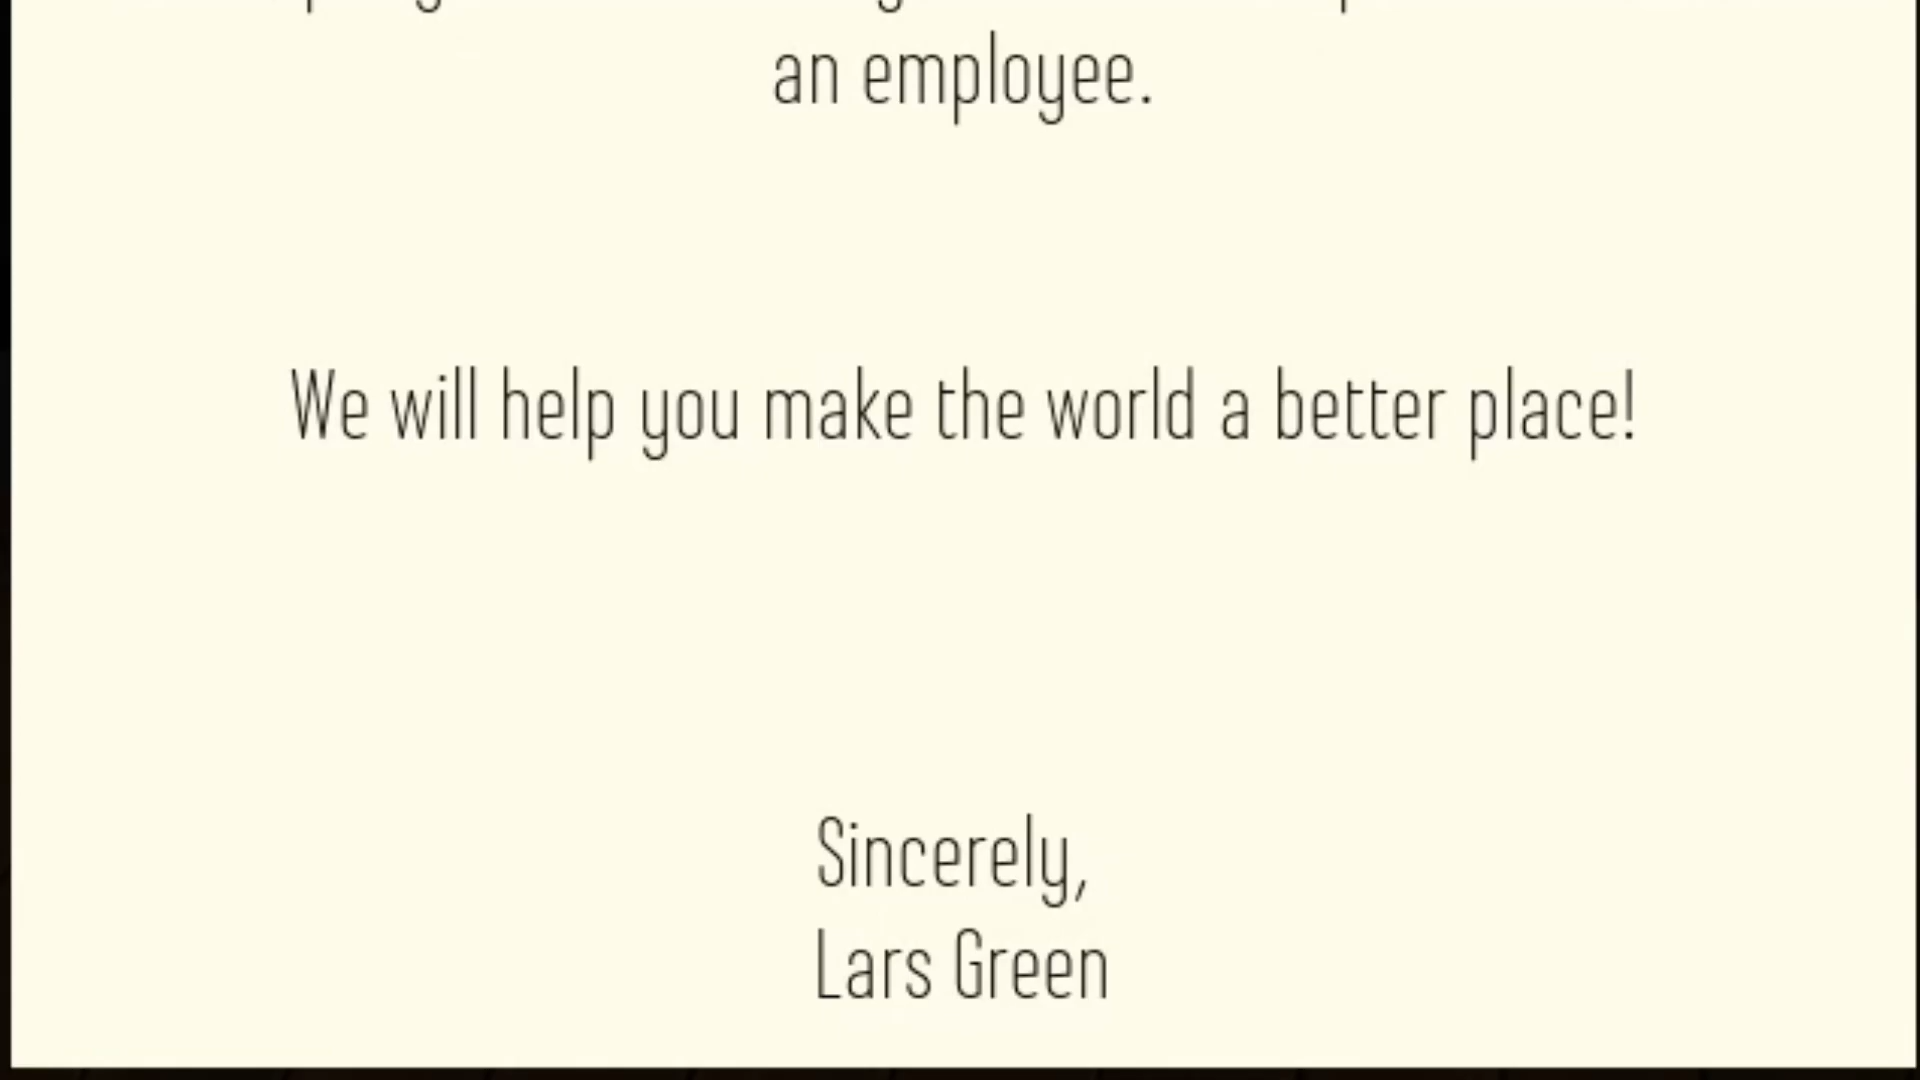 an employee.
We will help you make the world a better place!
Sincerely,
Lars Green